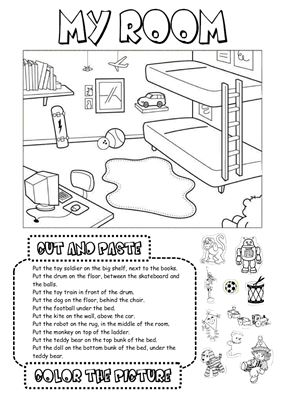 MY ROOM
CUT AND PASTE
Put the toy soldier on the big shelf, next to the books.
Put the drum on the floor, between the skateboard and
the balls.
Put the toy train in front of the drum.
Put the dog on the floor, behind the chair.
Put the football under the bed.
Put the kite on the wall, above the car.
Put the robot on the rug, in the middle of the room.
Put the monkey on top of the ladder.
Put the teddy bear on the top bunk of the bed.
Put the doll on the bottom bunk of the bed, under the
teddy bear.
COLOR THE PICTURE